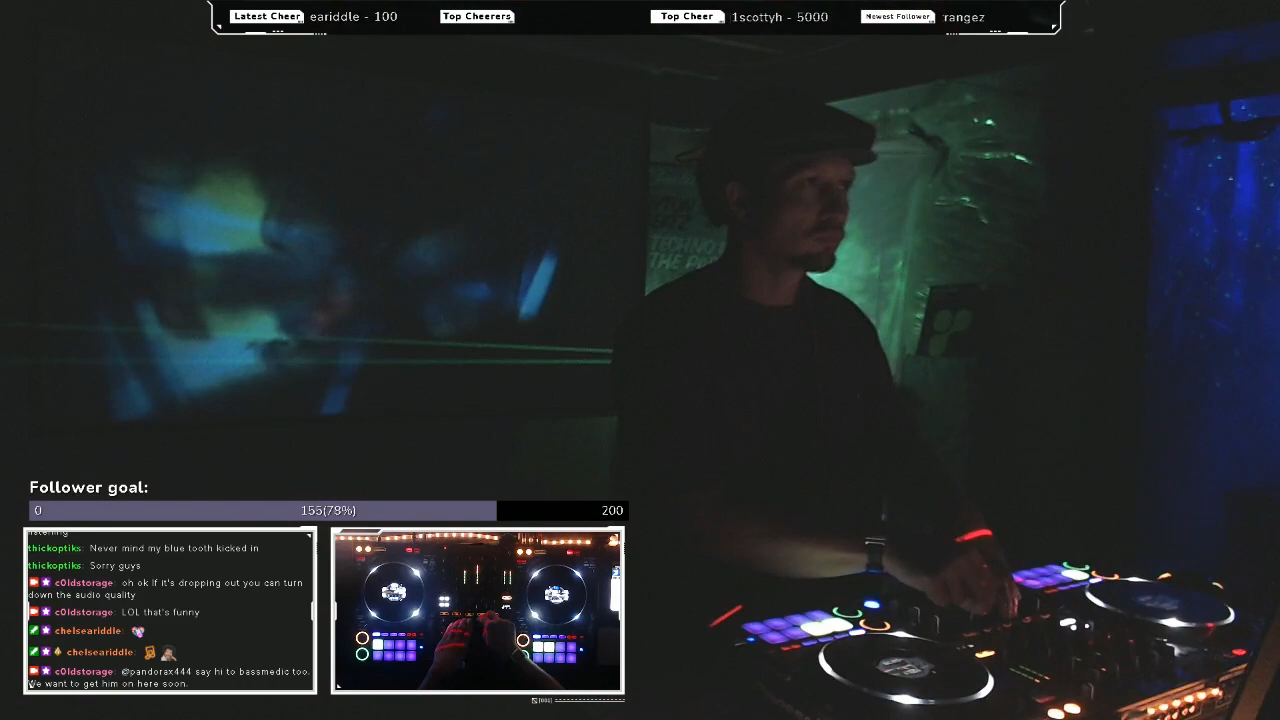 Latest Cheer eariddle - 100 Top Cheerers Top Cheer 1scottyh - 5000 Newest Follower rangez
TECHNO
THE
Follower goal:
0 155(78%) 200
listening
thickoptiks: Never mind my blue tooth kicked in
thickoptiks: Sorry guys
c0ldstorage: oh ok If it's dropping out you can turn
down the audio quality
c0ldstorage: LOL that's funny
chelseariddle:
chelseariddle:
c0ldstorage: @pandorax444 say hi to bassmedic too.
We want to get him on here soon.